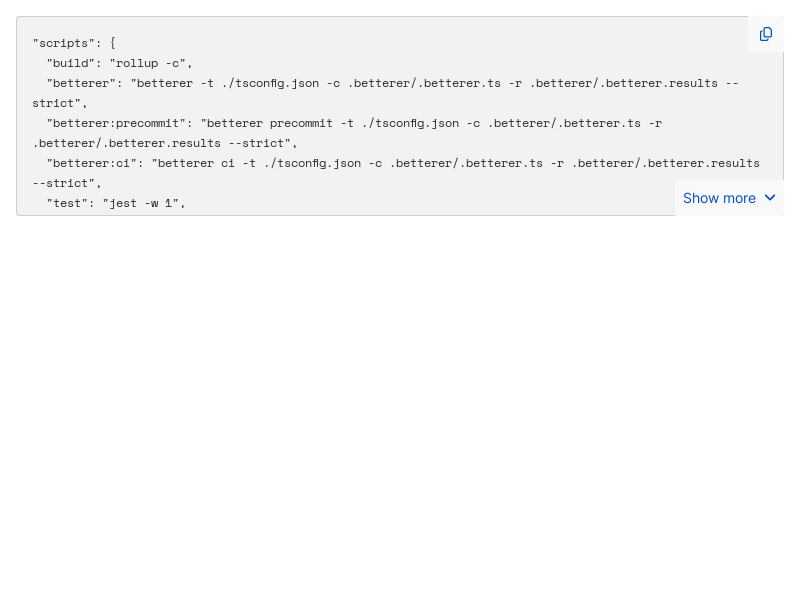 "scripts": {
  "build": "rollup -c",
  "betterer": "betterer -t ./tsconfig.json -c .betterer/.betterer.ts -r .betterer/.betterer.results --
strict",
  "betterer:precommit": "betterer precommit -t ./tsconfig.json -c .betterer/.betterer.ts -r
.betterer/.betterer.results --strict",
  "betterer:ci": "betterer ci -t ./tsconfig.json -c .betterer/.betterer.ts -r .betterer/.betterer.results
--strict",
  "test": "jest -w 1",
Show more